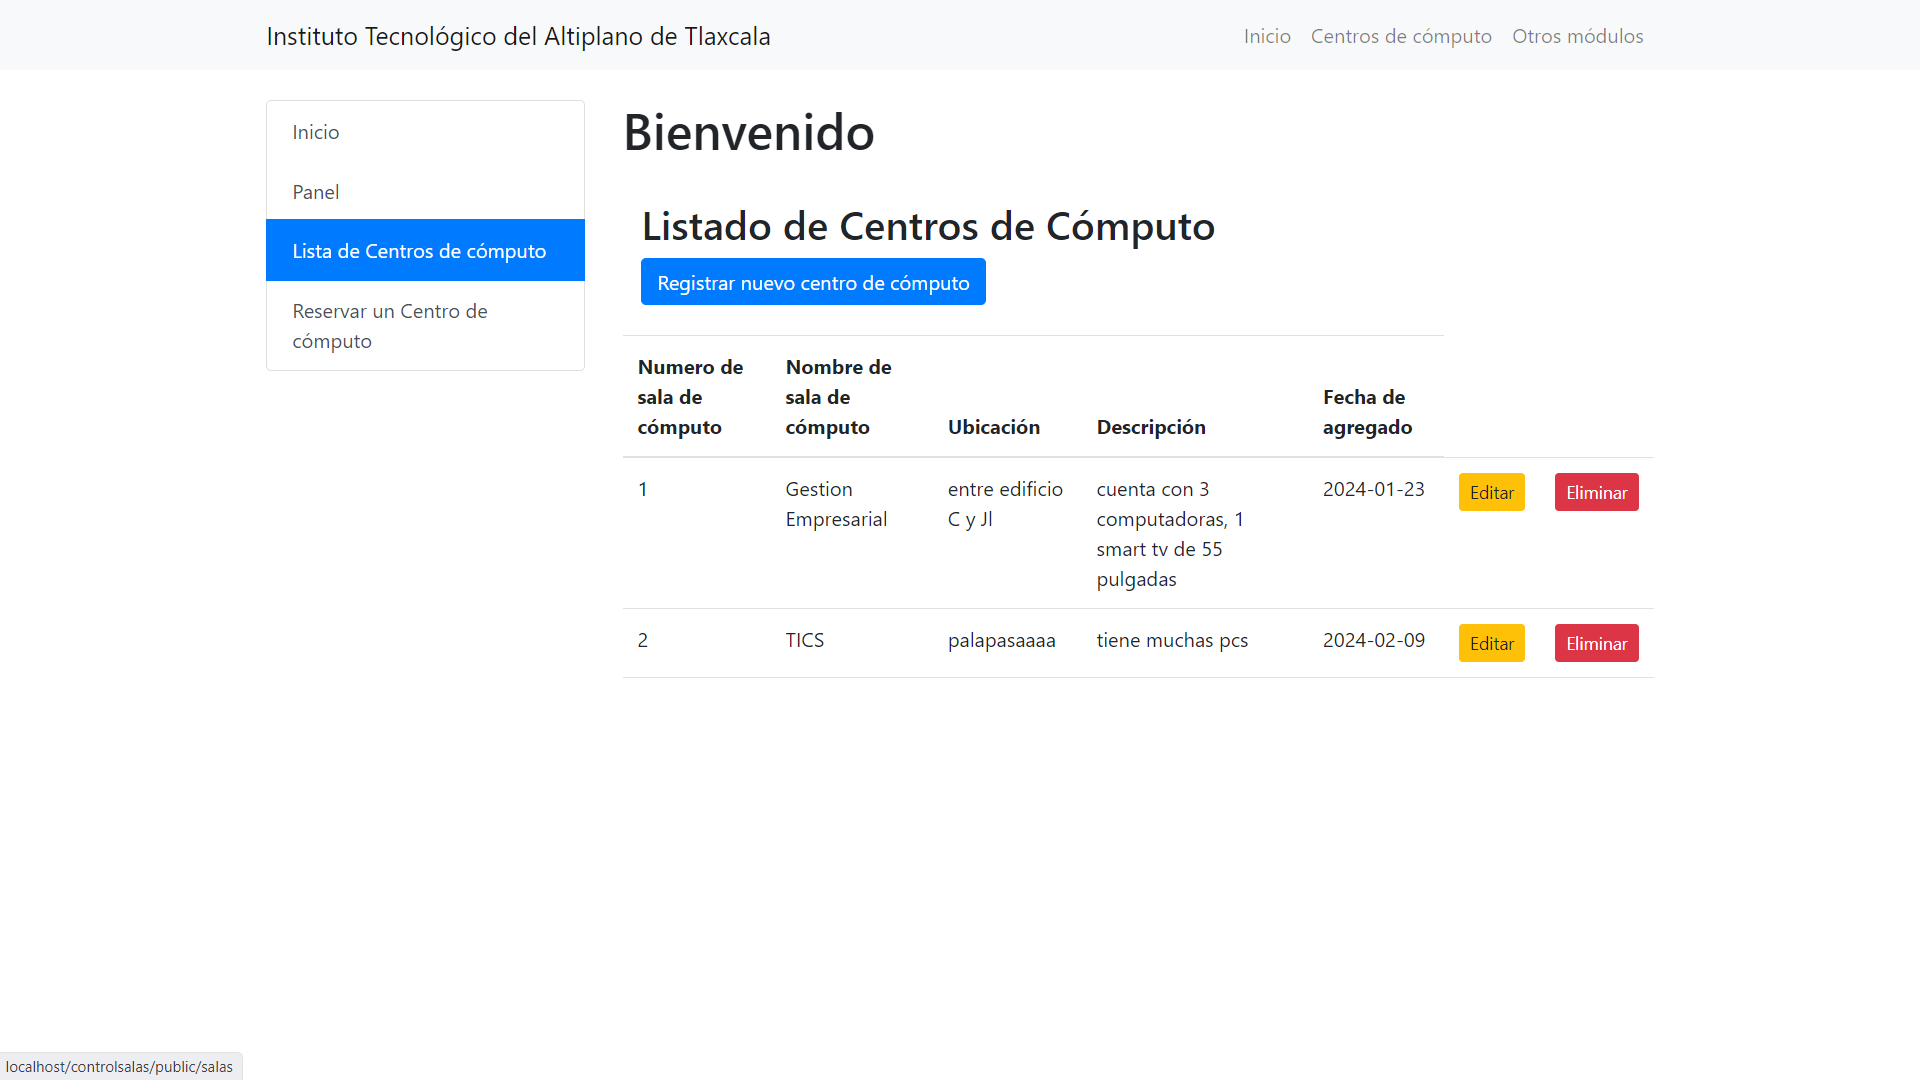 Instituto Tecnológico del Altiplano de Tlaxcala
Inicio Centros de cómputo Otros módulos
Inicio
Panel
Lista de Centros de cómputo
Reservar un Centro de
cómputo
Bienvenido
Listado de Centros de Cómputo
Registrar nuevo centro de cómputo
Numero de
sala de
cómputo
Nombre de
sala de
cómputo
Ubicación
Descripción
Fecha de
agregado
1
Gestion
Empresarial
entre edificio
C y Jl
cuenta con 3
computadoras, 1
smart tv de 55
pulgadas
2024-01-23
Editar
Eliminar
2
TICS
palapasaaaa
tiene muchas pcs
2024-02-09
Editar
Eliminar
localhost/controlsalas/public/salas